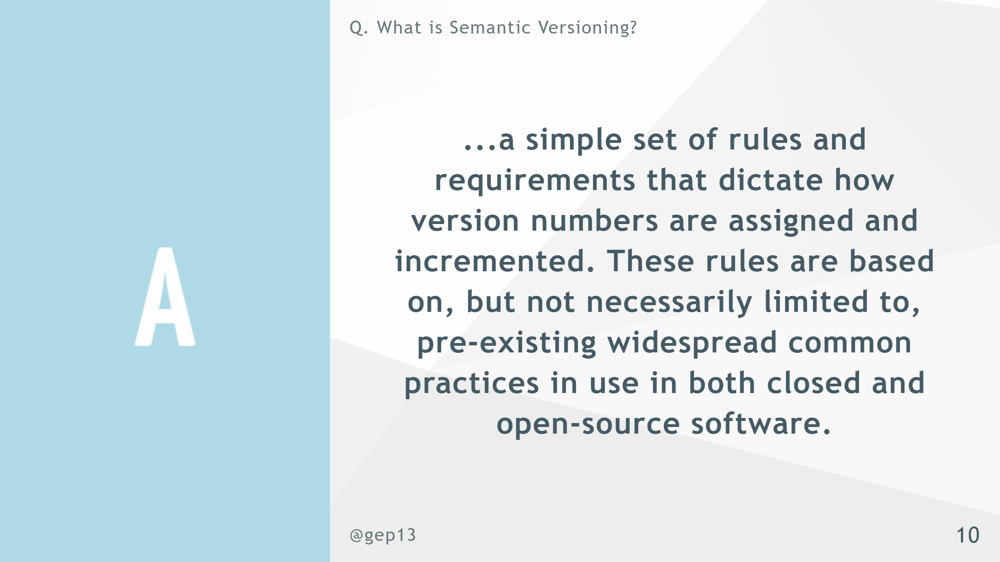 Q. What is Semantic Versioning?
A
...a simple set of rules and
requirements that dictate how
version numbers are assigned and
incremented. These rules are based
on, but not necessarily limited to,
pre-existing widespread common
practices in use in both closed and
open-source software.
@gep13
10